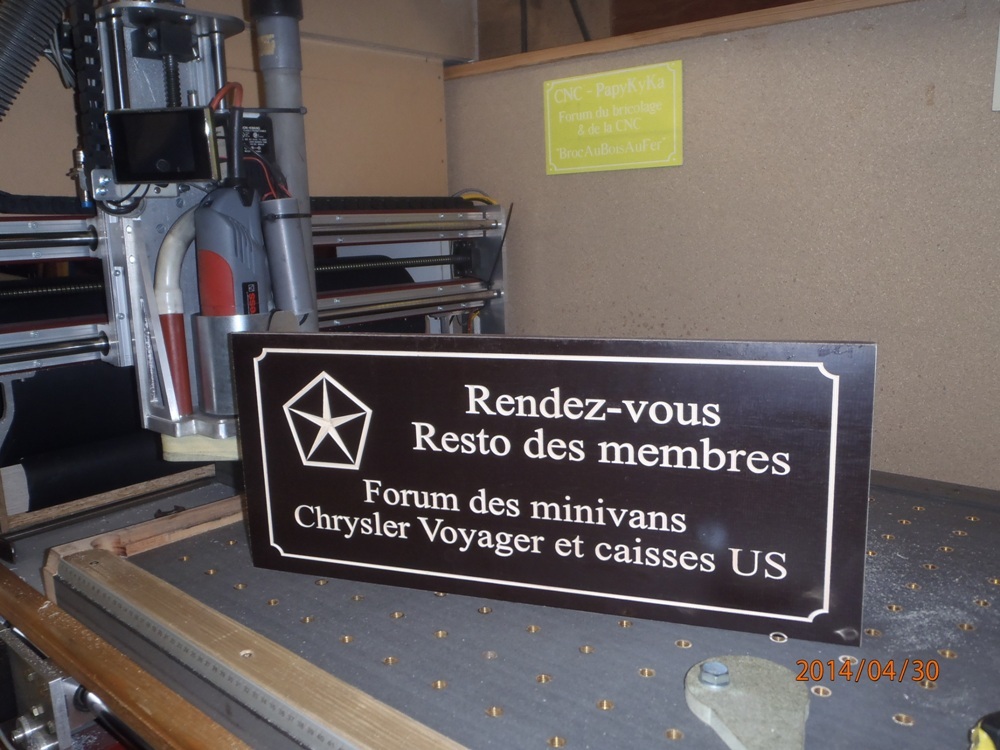 CNC - PapyKyKa
Forum du bricolage
& de la CNC
"BrocAuBoisAuFer"
Rendez-vous
Resto des membres
Forum des minivans
Chrysler Voyager et caisses US
2014/04/30